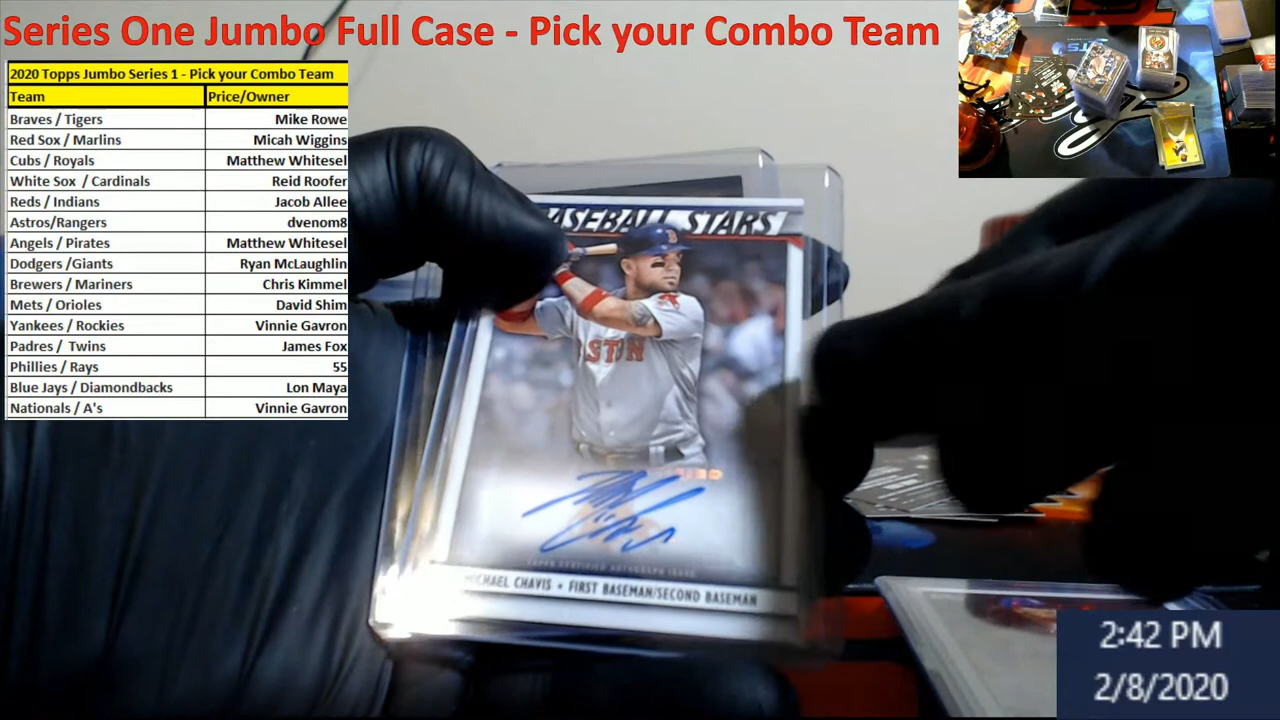 Series One Jumbo Full Case - Pick your Combo Team
2020 Topps Jumbo Series 1 - Pick your Combo Team
Team Price/Owner
Braves / Tigers Mike Rowe
Red Sox / Marlins Micah Wiggins
Cubs / Royals Matthew Whitesel
White Sox / Cardinals Reid Roofer
Reds / Indians Jacob Allee
Astros/Rangers dvenom8
Angels / Pirates Matthew Whitesel
Dodgers /Giants Ryan McLaughlin
Brewers / Mariners Chris Kimmel
Mets / Orioles David Shim
Yankees / Rockies Vinnie Gavron
Padres / Twins James Fox
Phillies / Rays 55
Blue Jays / Diamondbacks Lon Maya
Nationals / A's Vinnie Gavron
BASEBALL STARS
TOPPS CERTIFIED AUTOGRAPH ISSUE
MICHAEL CHAVIS • FIRST BASEMAN/SECOND BASEMAN
2:42 PM
2/8/2020